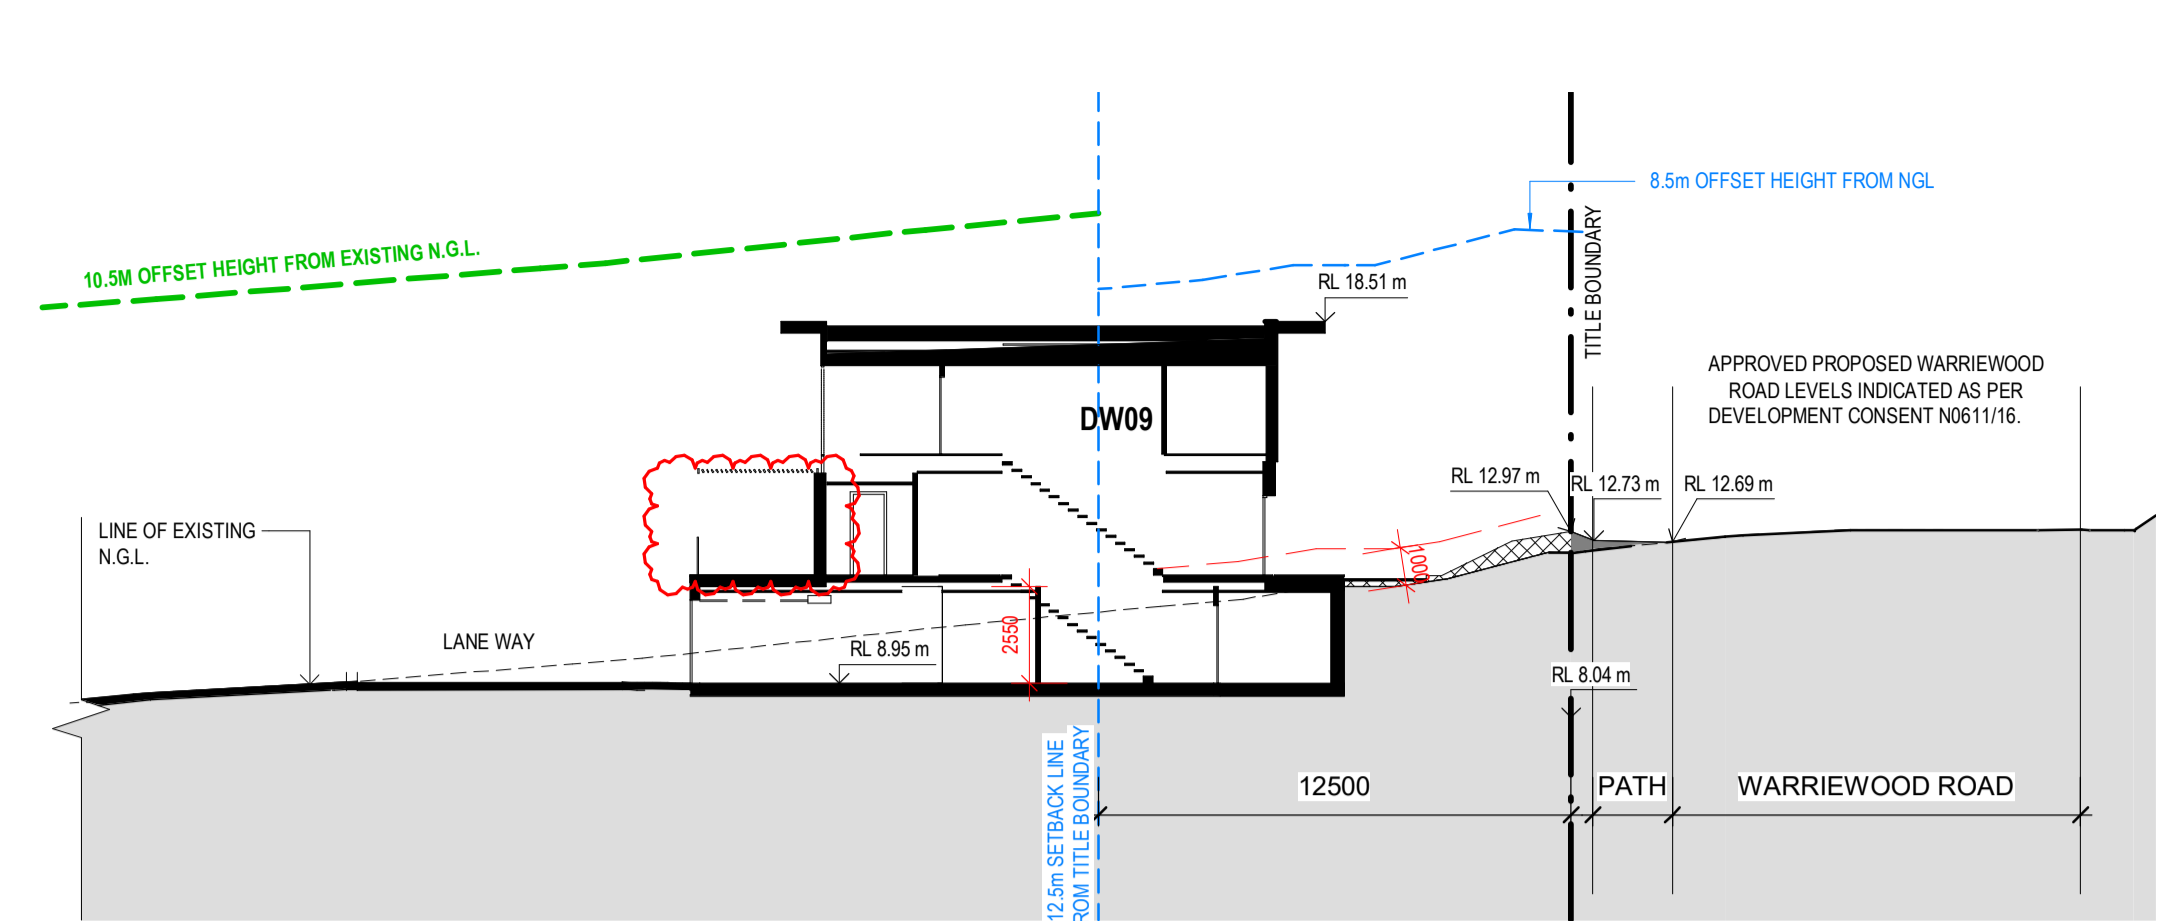 8.5m OFFSET HEIGHT FROM NGL
10.5M OFFSET HEIGHT FROM EXISTING N.G.L.
RL 18.51 m
TITLE BOUNDARY
APPROVED PROPOSED WARRIEWOOD
ROAD LEVELS INDICATED AS PER
DEVELOPMENT CONSENT N0611/16.
DW09
RL 12.97 m
RL 12.73 m
RL 12.69 m
LINE OF EXISTING
N.G.L.
1000
LANE WAY
2550
RL 8.95 m
RL 8.04 m
12.5m SETBACK LINE
ROM TITLE BOUNDARY
12500
PATH
WARRIEWOOD ROAD